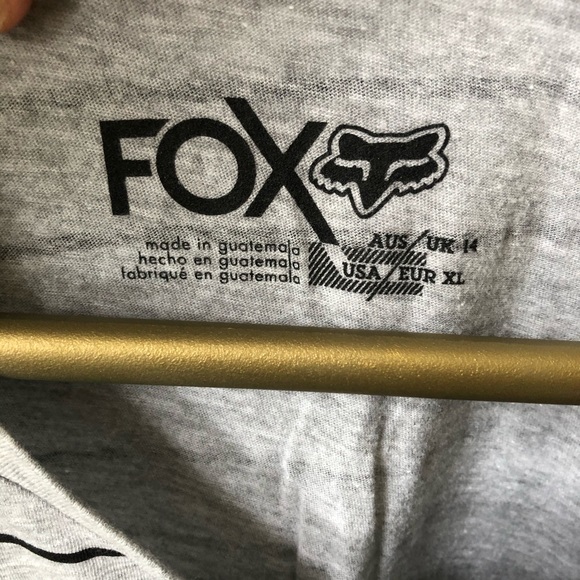 FOX
made in guatemala
hecho en guatemala
fabriqué en guatemala
AUS/UK 14
USA/EUR XL